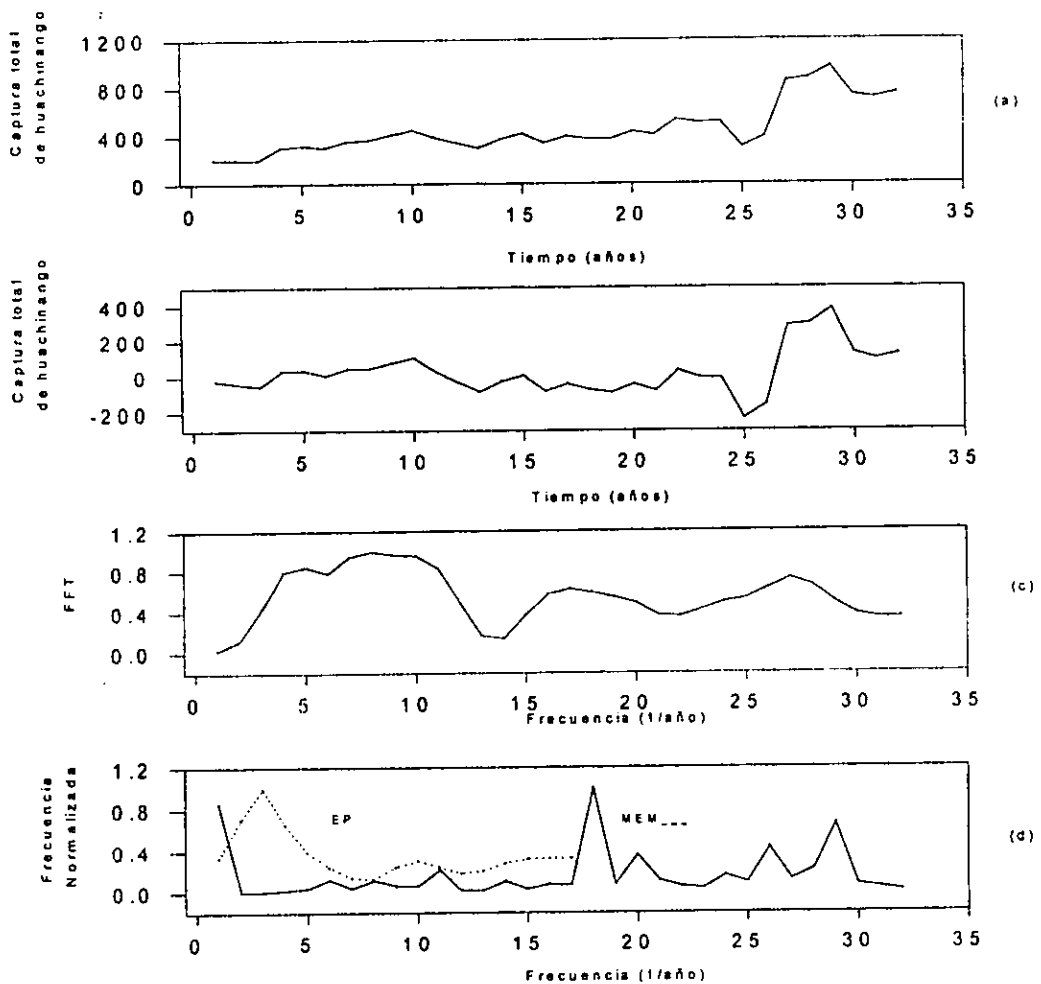 Captura total
de huachinango
1200
800
400
0
(a)
0 5 10 15 20 25 30 35
Tiempo (años)
Captura total
de huachinango
400
200
0
-200
0 5 10 15 20 25 30 35
Tiempo (años)
FFT
1.2
0.8
0.4
0.0
(c)
0 5 10 15 20 25 30 35
Frecuencia (1/año)
Frecuencia
Normalizada
1.2
0.8
0.4
0.0
EP
MEM___
(d)
0 5 10 15 20 25 30 35
Frecuencia (1/año)